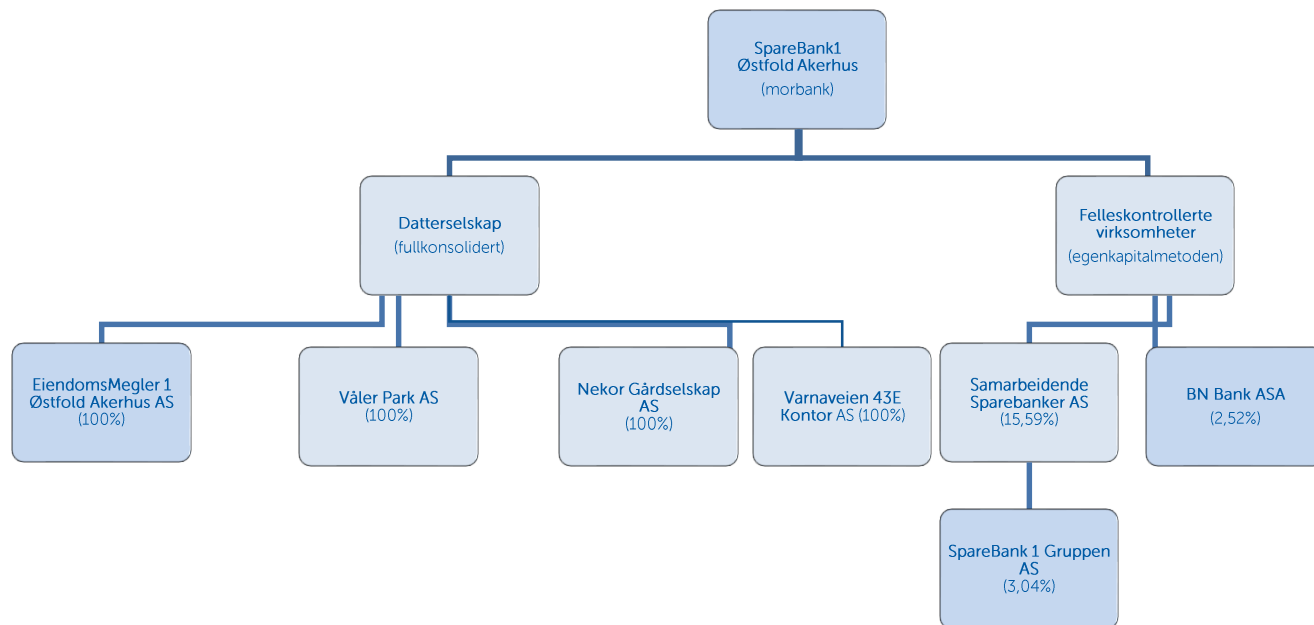 SpareBank1
Østfold Akerhus
(morbank)
Datterselskap
(fullkonsolidert)
Felleskontrollerte
virksomheter
(egenkapitalmetoden)
EiendomsMegler 1
Østfold Akerhus AS
(100%)
Våler Park AS
(100%)
Nekor Gårdselskap
AS
(100%)
Varnaveien 43E
Kontor AS (100%)
Samarbeidende
Sparebanker AS
(15,59%)
BN Bank ASA
(2,52%)
SpareBank 1 Gruppen
AS
(3,04%)